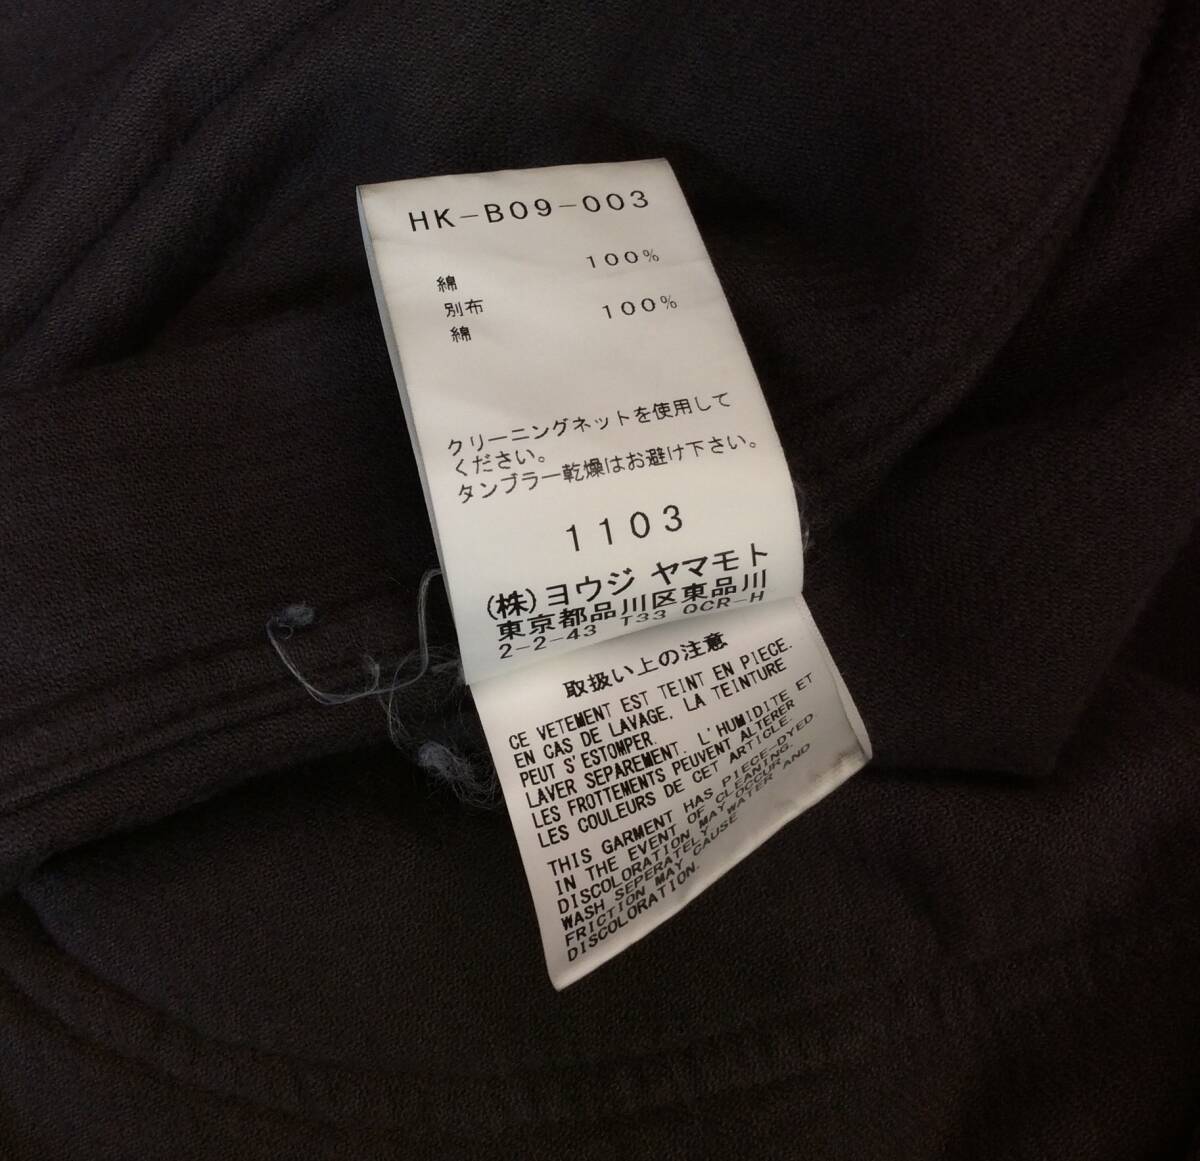 HK-B09-003
綿 100%
別布
綿 100%
クリーニングネットを使用して
ください。
タンブラー乾燥はお避け下さい。
1103
(株)ヨウジ ヤマモト
東京都品川区東品川
2-2-43 T33 OCR-H
取扱い上の注意
CE VETEMENT EST TEINT EN PIECE.
EN CAS DE LAVAGE, LA TEINTURE
PEUT S'ESTOMPER.
LAVER SEPAREMENT. L'HUMIDITE ET
LES FROTTEMENTS PEUVENT ALTERER
LES COULEURS DE CET ARTICLE.
THIS GARMENT HAS PIECE-DYED.
IN THE EVENT OF CLEANING.
DISCOLORATION MAY OCCUR AND
WASH SEPERATELY WATER
FRICTION MAY CAUSE
DISCOLORATION.